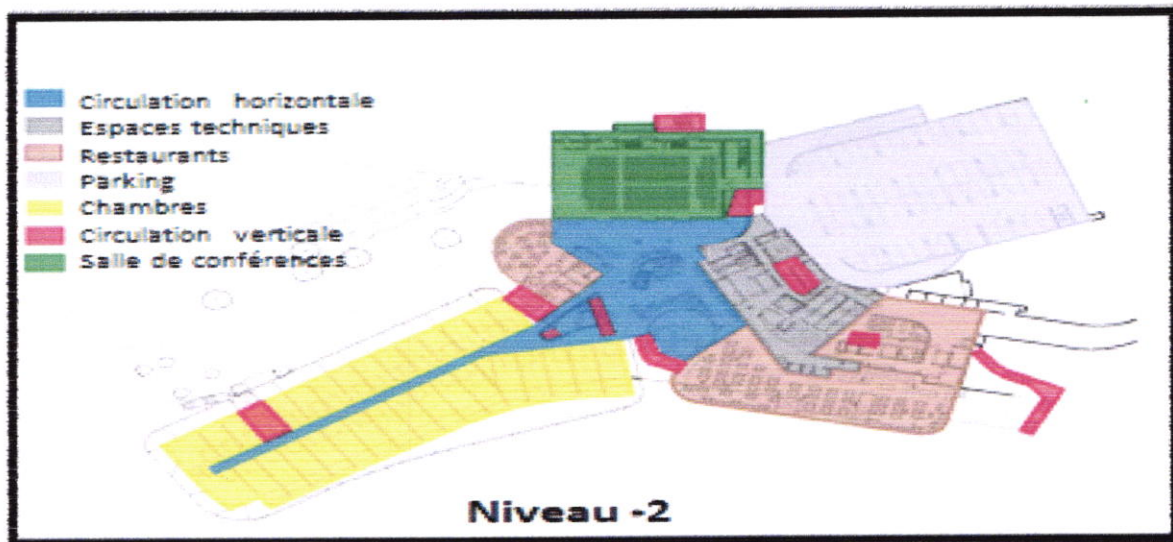 Circulation horizontale
Espaces techniques
Restaurants
Parking
Chambres
Circulation verticale
Salle de conférences
Niveau -2